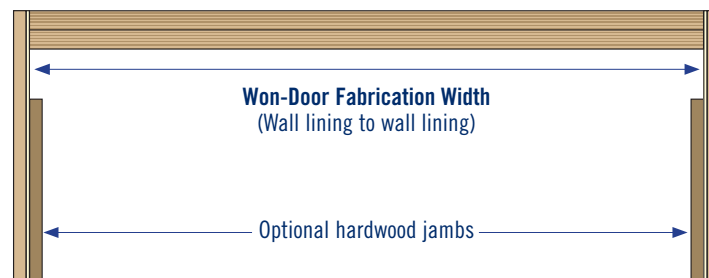 Won-Door Fabrication Width
(Wall lining to wall lining)
Optional hardwood jambs